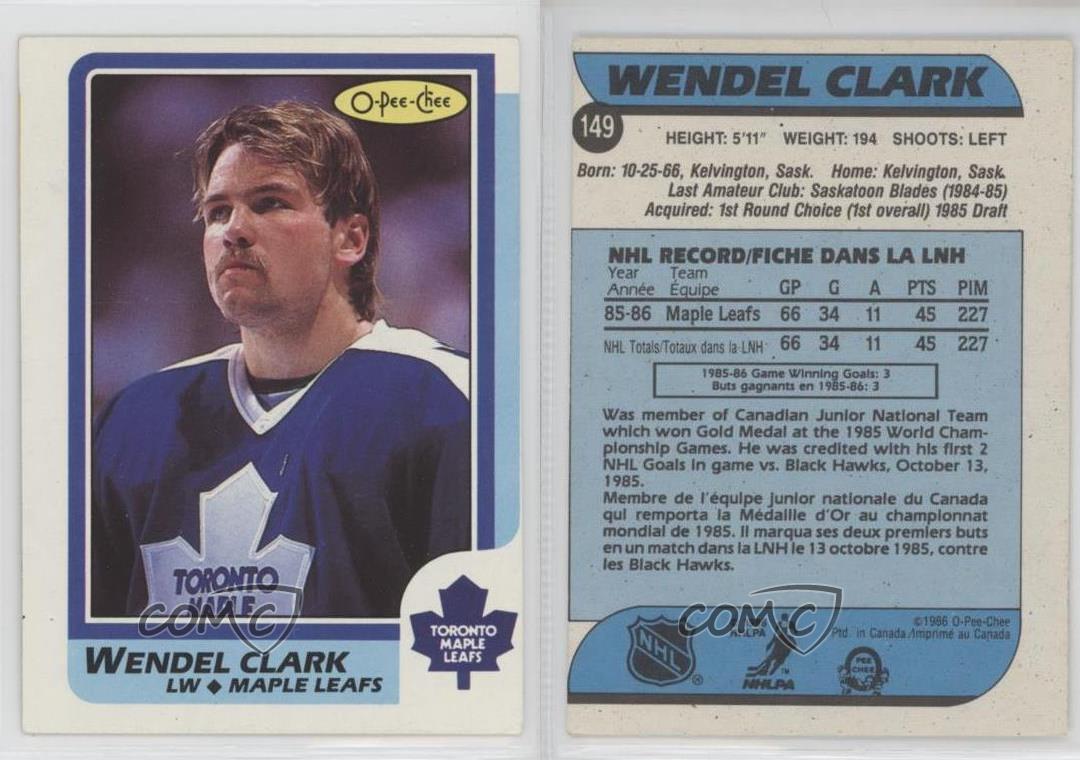 O-Pee-Chee
TORONTO
MAPLE
COMC
TORONTO
MAPLE
LEAFS
WENDEL CLARK
LW ◆ MAPLE LEAFS
WENDEL CLARK
149
HEIGHT: 5'11" WEIGHT: 194 SHOOTS: LEFT
Born: 10-25-66, Kelvington, Sask. Home: Kelvington, Sask.
Last Amateur Club: Saskatoon Blades (1984-85)
Acquired: 1st Round Choice (1st overall) 1985 Draft
NHL RECORD/FICHE DANS LA LNH
Year Team
Année Équipe GP G A PTS PIM
85-86 Maple Leafs 66 34 11 45 227
NHL Totals/Totaux dans la LNH 66 34 11 45 227
1985-86 Game Winning Goals: 3
Buts gagnants en 1985-86: 3
Was member of Canadian Junior National Team
which won Gold Medal at the 1985 World Cham-
pionship Games. He was credited with his first 2
NHL Goals in game vs. Black Hawks, October 13,
1985.
Membre de l'équipe junior nationale du Canada
qui remporta la Médaille d'Or au championnat
mondial de 1985. Il marqua ses deux premiers buts
en un match dans la LNH le 13 octobre 1985, contre
les Black Hawks.
NHL
®
COMC
NHLPA
TM
PEE
CHEE
©1986 O-Pee-Chee
Ptd. in Canada/Imprimé au Canada